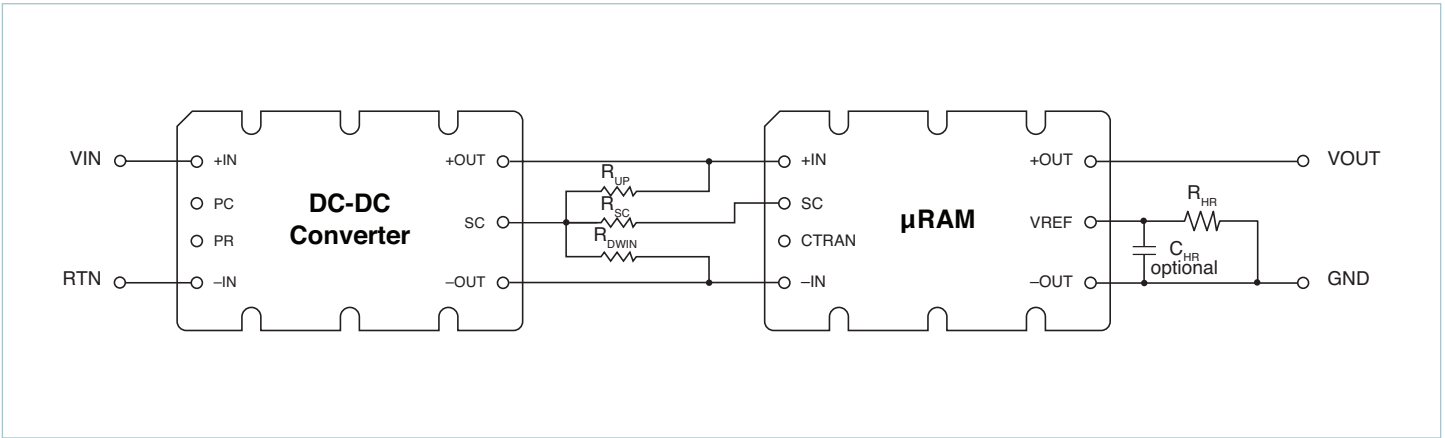 VIN
RTN
+IN
PC
PR
–IN
DC-DC
Converter
+OUT
SC
–OUT
RUP
RSC
RDWIN
+IN
SC
CTRAN
–IN
µRAM
+OUT
VREF
–OUT
RHR
CHR
optional
VOUT
GND